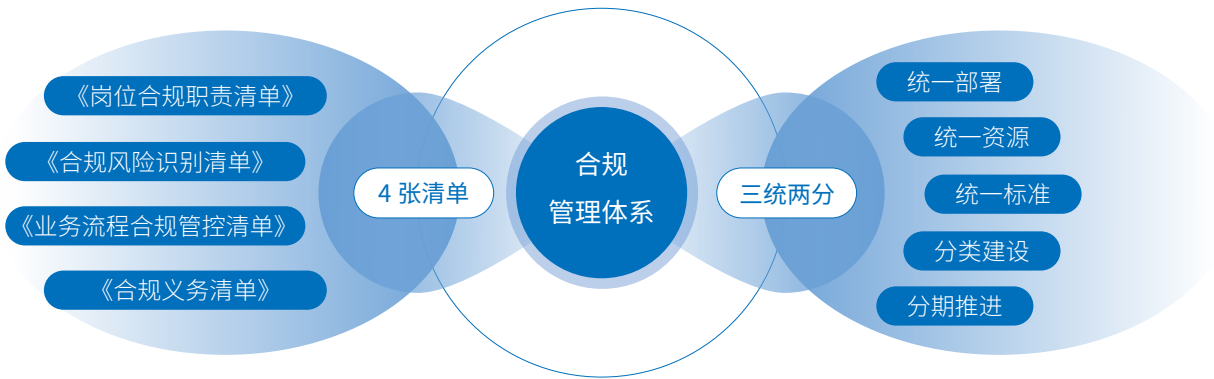 《岗位合规职责清单》
《合规风险识别清单》
《业务流程合规管控清单》
《合规义务清单》
4 张清单
合规
管理体系
三统两分
统一部署
统一资源
统一标准
分类建设
分期推进